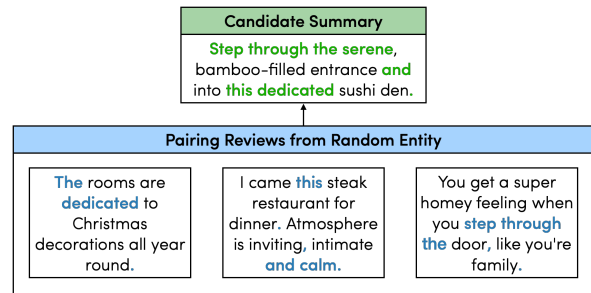 Candidate Summary
Step through the serene,
bamboo-filled entrance and
into this dedicated sushi den.
Pairing Reviews from Random Entity
The rooms are
dedicated to
Christmas
decorations all year
round.
I came this steak
restaurant for
dinner. Atmosphere
is inviting, intimate
and calm.
You get a super
homey feeling when
you step through
the door, like you're
family.